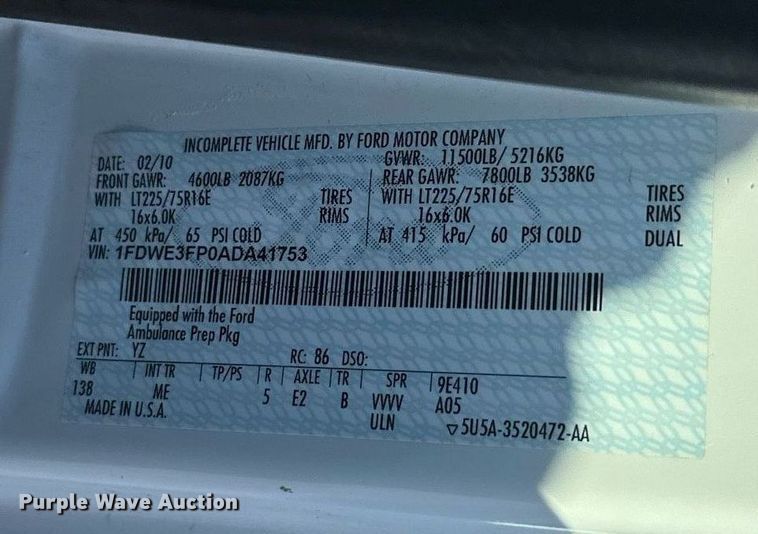 INCOMPLETE VEHICLE MFD. BY FORD MOTOR COMPANY
DATE: 02/10 GVWR: 11500LB/ 5216KG
FRONT GAWR: 4600LB 2087KG REAR GAWR: 7800LB 3538KG
WITH LT225/75R16E TIRES WITH LT225/75R16E TIRES
16x6.0K RIMS 16x6.0K RIMS
AT 450 kPa/ 65 PSI COLD AT 415 kPa/ 60 PSI COLD DUAL
VIN: 1FDWE3FP0ADA41753
Equipped with the Ford
Ambulance Prep Pkg
EXT PNT: YZ RC: 86 DSO:
WB INT TR TP/PS R AXLE TR SPR 9E410
138 ME 5 E2 B VVVV A05
MADE IN U.S.A. ULN ▽5U5A-3520472-AA
Purple Wave Auction